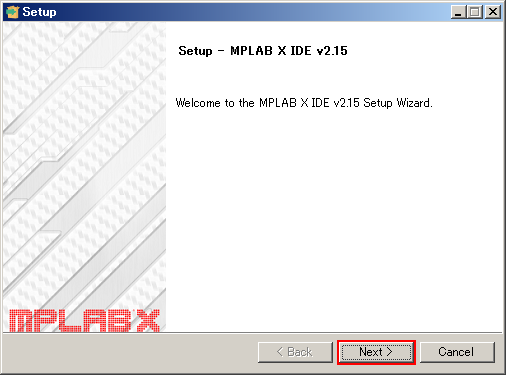 Setup
Setup - MPLAB X IDE v2.15
Welcome to the MPLAB X IDE v2.15 Setup Wizard.
MPLAB X
< Back
Next >
Cancel